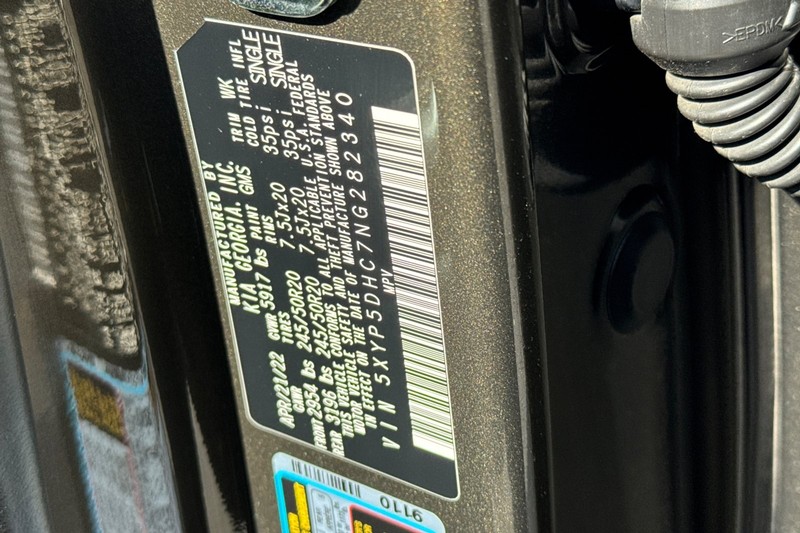 MANUFACTURED BY
KIA GEORGIA, INC.
APR/21/22 GVWR 5917 lbs PAINT GMS TRIM WK
GAWR TIRES RIMS COLD TIRE INFL
FRONT 2954 lbs 245/50R20 7.5Jx20 35psi SINGLE
REAR 3196 lbs 245/50R20 7.5Jx20 35psi SINGLE
THIS VEHICLE CONFORMS TO ALL APPLICABLE U.S.A. FEDERAL
MOTOR VEHICLE SAFETY AND THEFT PREVENTION STANDARDS
IN EFFECT ON THE DATE OF MANUFACTURE SHOWN ABOVE
VIN 5XYP5DHC7NG282340
MPV
9110
>EPDM<